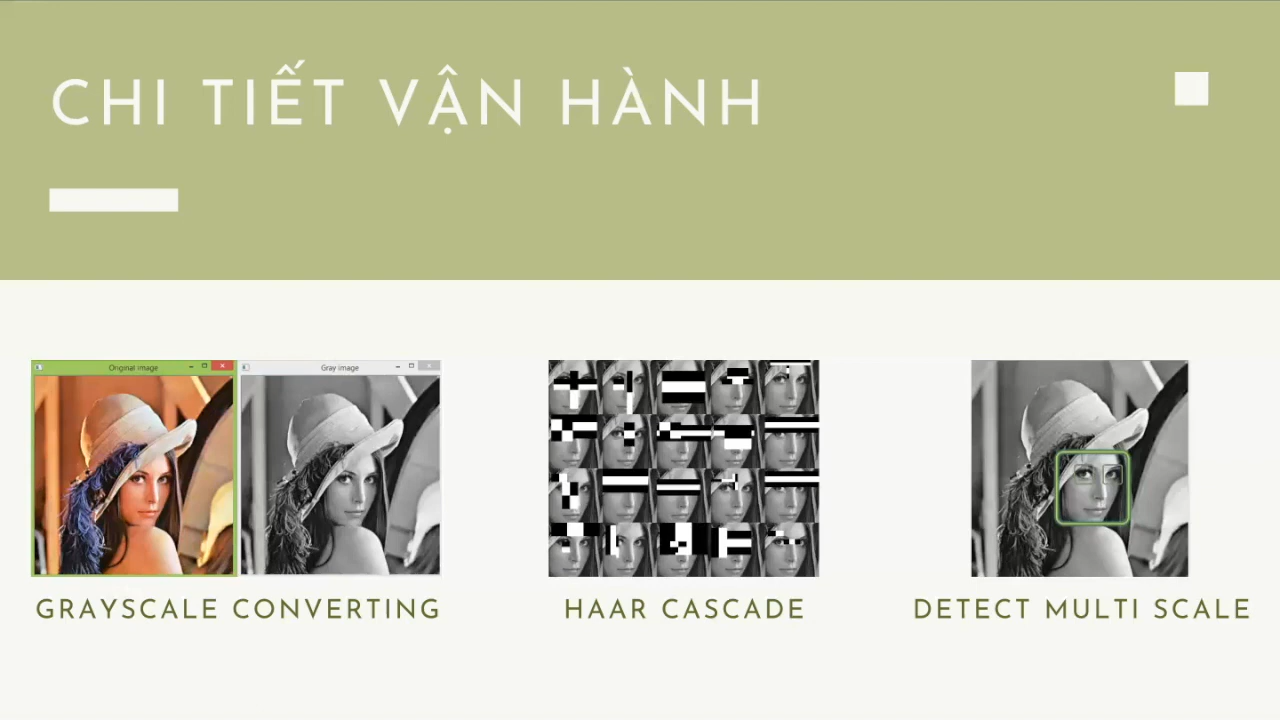 CHI TIẾT VẬN HÀNH
Original image
Gray image
GRAYSCALE CONVERTING
HAAR CASCADE
DETECT MULTI SCALE